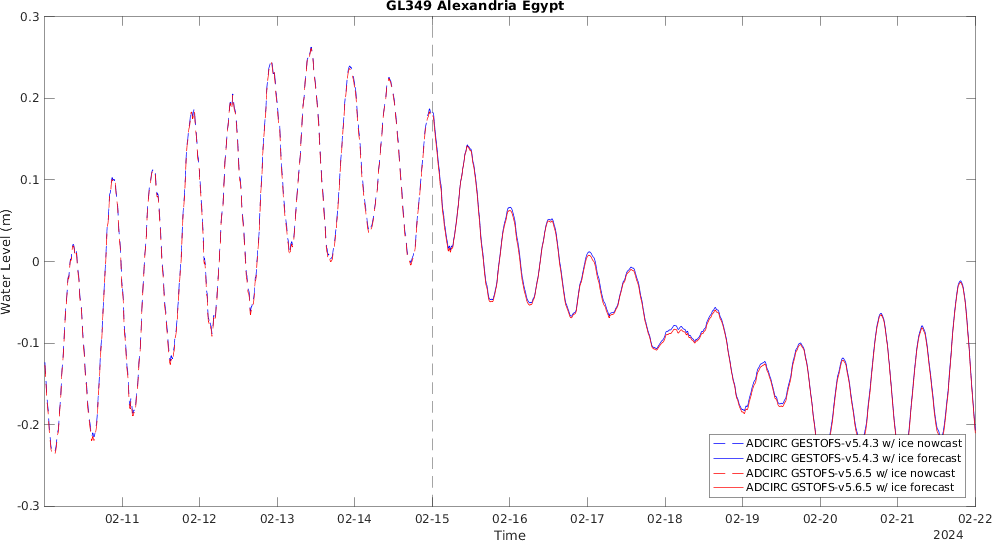 GL349 Alexandria Egypt
0.3
0.2
0.1
0
-0.1
-0.2
-0.3
Water Level (m)
ADCIRC GESTOFS-v5.4.3 w/ ice nowcast
ADCIRC GESTOFS-v5.4.3 w/ ice forecast
ADCIRC GSTOFS-v5.6.5 w/ ice nowcast
ADCIRC GSTOFS-v5.6.5 w/ ice forecast
02-11 02-12 02-13 02-14 02-15 02-16 02-17 02-18 02-19 02-20 02-21 02-22
Time
2024